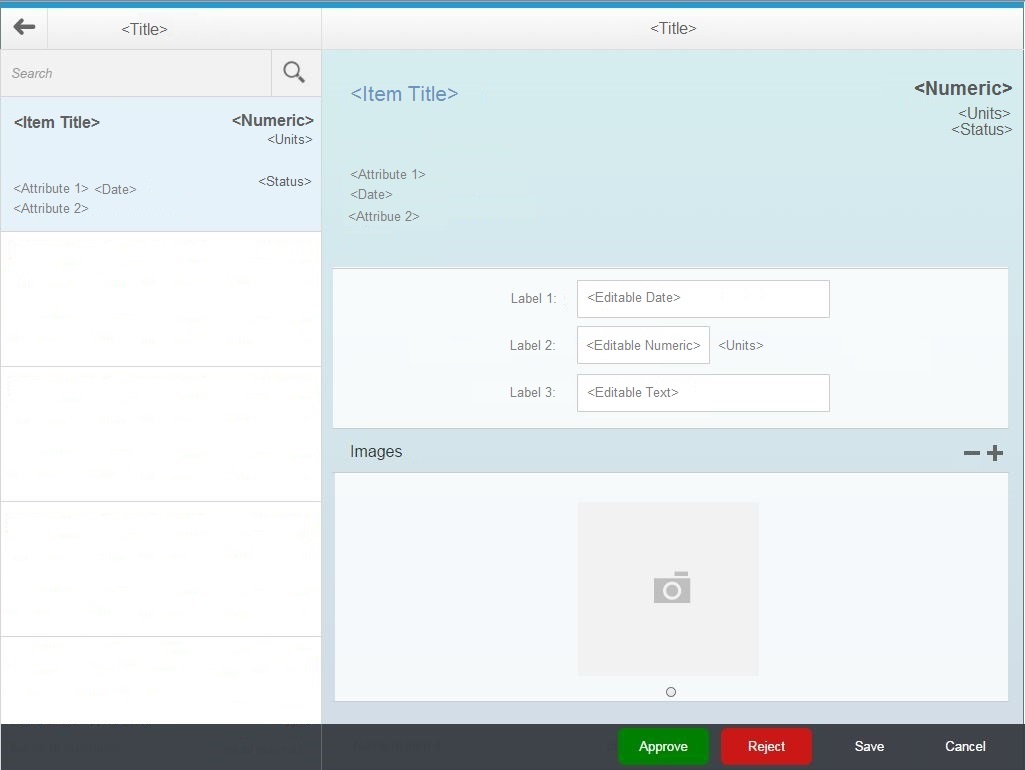 <Title>
<Title>
Search
<Item Title>
<Numeric>
<Units>
<Status>
<Attribute 1> <Date>
<Attribute 2>
<Item Title>
<Numeric>
<Units>
<Status>
<Attribute 1>
<Date>
<Attribue 2>
Label 1: <Editable Date>
Label 2: <Editable Numeric> <Units>
Label 3: <Editable Text>
Images
Approve Reject Save Cancel